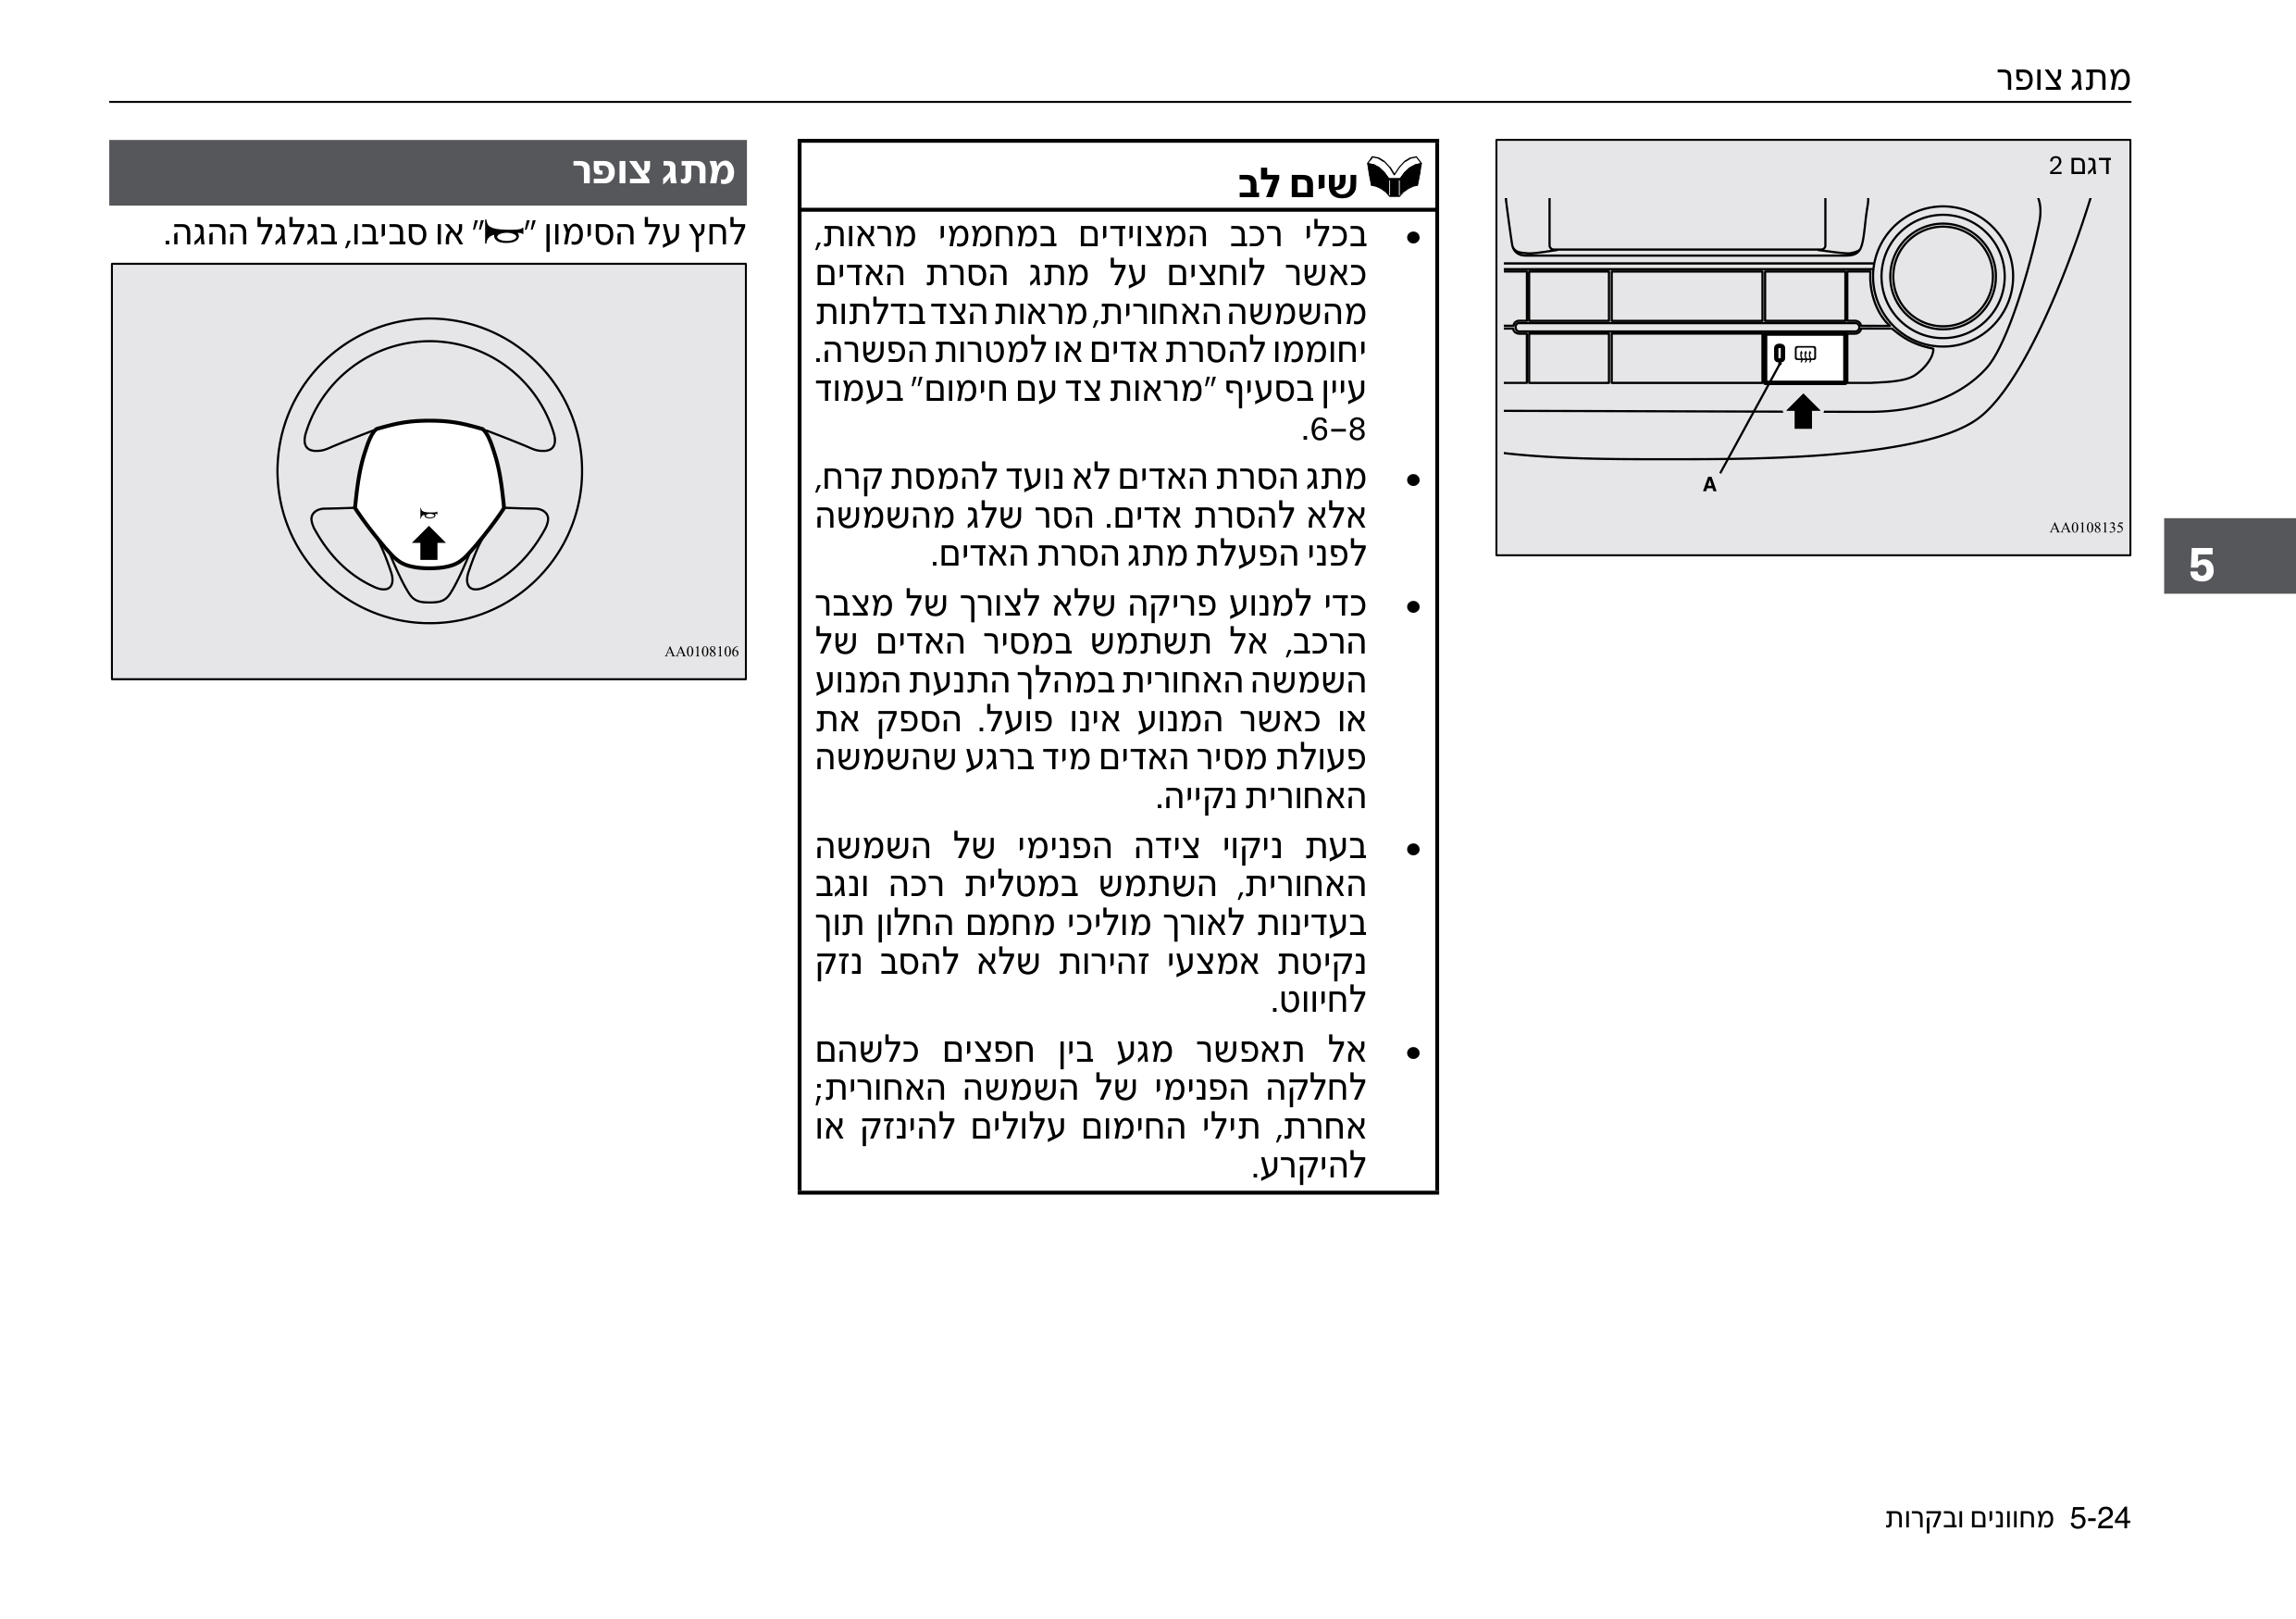 מתג צופר
דגם 2
A
AA0108135
שים לב
• בכלי רכב המצוידים במחממי מראות,
כאשר לוחצים על מתג הסרת האדים
מהשמשה האחורית, מראות הצד בדלתות
יחוממו להסרת אדים או למטרות הפשרה.
עיין בסעיף "מראות צד עם חימום" בעמוד
6-8.
• מתג הסרת האדים לא נועד להמסת קרח,
אלא להסרת אדים. הסר שלג מהשמשה
לפני הפעלת מתג הסרת האדים.
• כדי למנוע פריקה שלא לצורך של מצבר
הרכב, אל תשתמש במסיר האדים של
השמשה האחורית במהלך התנעת המנוע
או כאשר המנוע אינו פועל. הספק את
פעולת מסיר האדים מיד ברגע שהשמשה
האחורית נקייה.
• בעת ניקוי צידה הפנימי של השמשה
האחורית, השתמש במטלית רכה ונגב
בעדינות לאורך מוליכי מחמם החלון תוך
נקיטת אמצעי זהירות שלא להסב נזק
לחיווט.
• אל תאפשר מגע בין חפצים כלשהם
לחלקה הפנימי של השמשה האחורית;
אחרת, תילי החימום עלולים להינזק או
להיקרע.
מתג צופר
לחץ על הסימון "" או סביבו, בגלגל ההגה.
AA0108106
5
5-24 מחוונים ובקרות